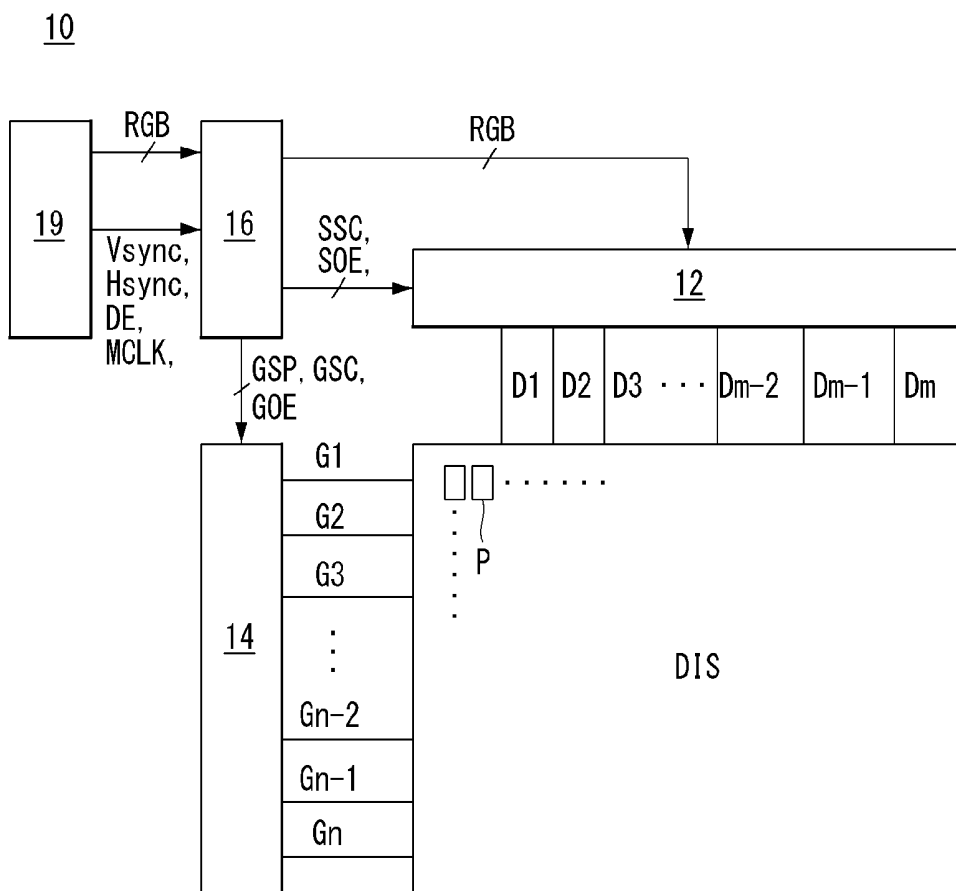 10
RGB
RGB
19
16
Vsync,
Hsync,
DE,
MCLK,
SSC,
SOE,
12
GSP, GSC,
GOE
D1 D2 D3 ··· Dm-2 Dm-1 Dm
14
G1
G2
G3
Gn-2
Gn-1
Gn
P
DIS